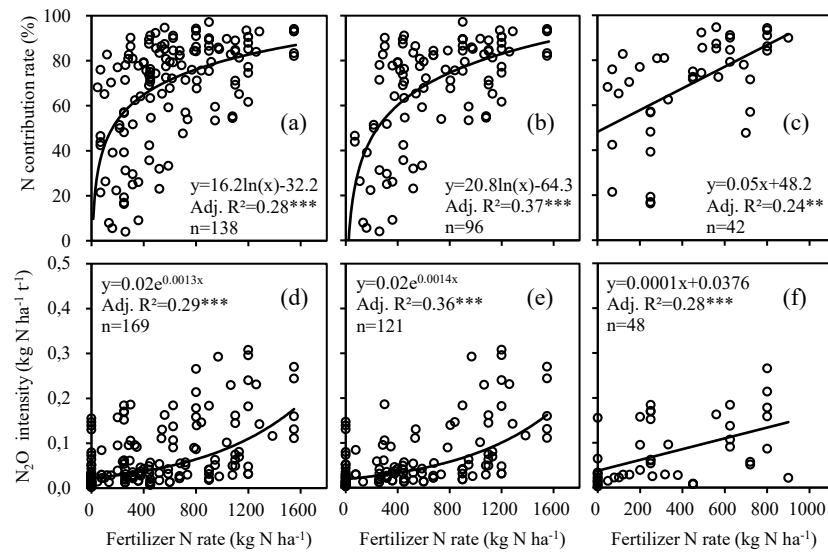 N contribution rate (%)
100
80
60
40
20
0
(a)
y=16.2ln(x)-32.2
Adj. R²=0.28***
n=138
(b)
y=20.8ln(x)-64.3
Adj. R²=0.37***
n=96
(c)
y=0.05x+48.2
Adj. R²=0.24**
n=42
N₂O intensity (kg N ha⁻¹ t⁻¹)
0,5
0,4
0,3
0,2
0,1
0,0
y=0.02e^0.0013x
Adj. R²=0.29***
n=169
(d)
y=0.02e^0.0014x
Adj. R²=0.36***
n=121
(e)
y=0.0001x+0.0376
Adj. R²=0.28***
n=48
(f)
0 400 800 1200 1600
0 400 800 1200 1600
0 200 400 600 800 1000
Fertilizer N rate (kg N ha⁻¹)
Fertilizer N rate (kg N ha⁻¹)
Fertilizer N rate (kg N ha⁻¹)